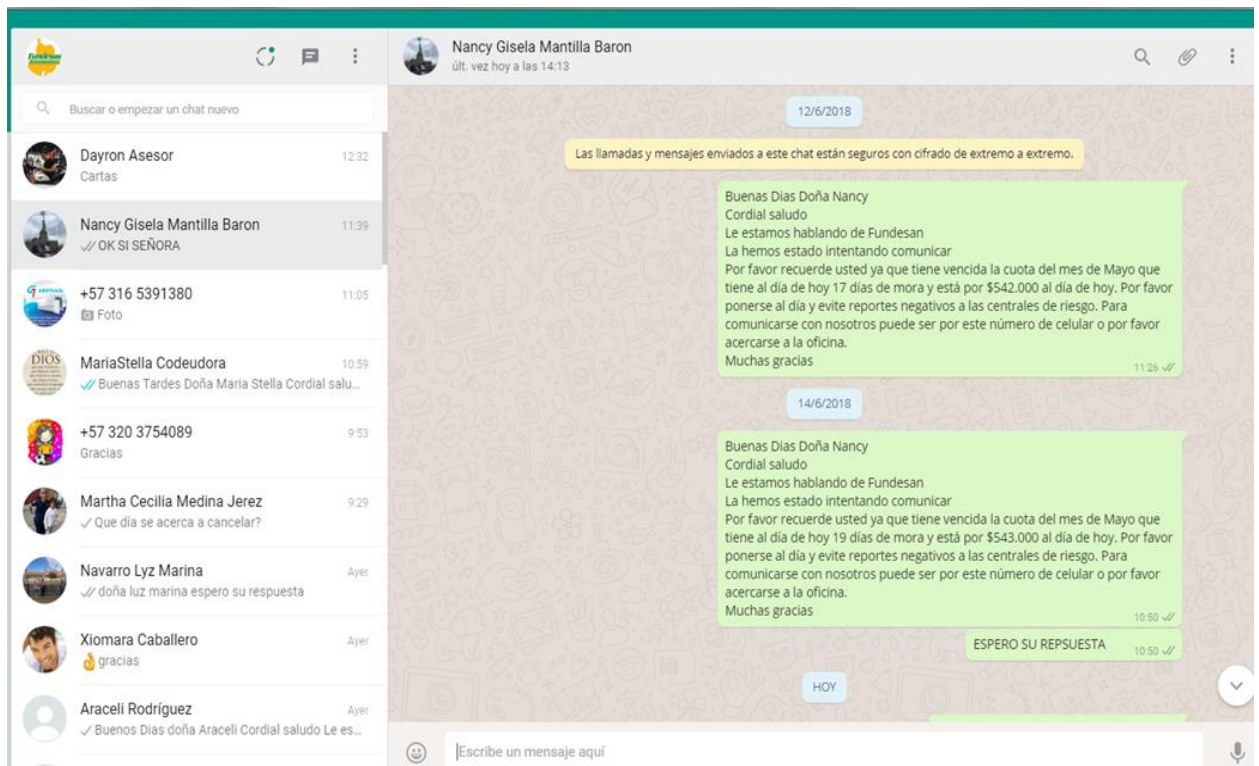 Fundesan
Buscar o empezar un chat nuevo
Dayron Asesor 12:32
Cartas
Nancy Gisela Mantilla Baron 11:39
OK SI SEÑORA
+57 316 5391380 11:05
Foto
DIOS
MariaStella Codeudora 10:59
Buenas Tardes Doña Maria Stella Cordial salu...
+57 320 3754089 9:53
Gracias
Martha Cecilia Medina Jerez 9:29
Que día se acerca a cancelar?
Navarro Lyz Marina Ayer
doña luz marina espero su respuesta
Xiomara Caballero Ayer
👌 gracias
Araceli Rodríguez Ayer
Buenos Dias doña Araceli Cordial saludo Le es...
Nancy Gisela Mantilla Baron
últ. vez hoy a las 14:13
12/6/2018
Las llamadas y mensajes enviados a este chat están seguros con cifrado de extremo a extremo.
Buenas Dias Doña Nancy
Cordial saludo
Le estamos hablando de Fundesan
La hemos estado intentando comunicar
Por favor recuerde usted ya que tiene vencida la cuota del mes de Mayo que
tiene al día de hoy 17 días de mora y está por $542.000 al día de hoy. Por favor
ponerse al día y evite reportes negativos a las centrales de riesgo. Para
comunicarse con nosotros puede ser por este número de celular o por favor
acercarse a la oficina.
Muchas gracias
11:26
14/6/2018
Buenas Dias Doña Nancy
Cordial saludo
Le estamos hablando de Fundesan
La hemos estado intentando comunicar
Por favor recuerde usted ya que tiene vencida la cuota del mes de Mayo que
tiene al día de hoy 19 días de mora y está por $543.000 al día de hoy. Por favor
ponerse al día y evite reportes negativos a las centrales de riesgo. Para
comunicarse con nosotros puede ser por este número de celular o por favor
acercarse a la oficina.
Muchas gracias
10:50
ESPERO SU REPSUESTA 10:50
HOY
Escribe un mensaje aquí